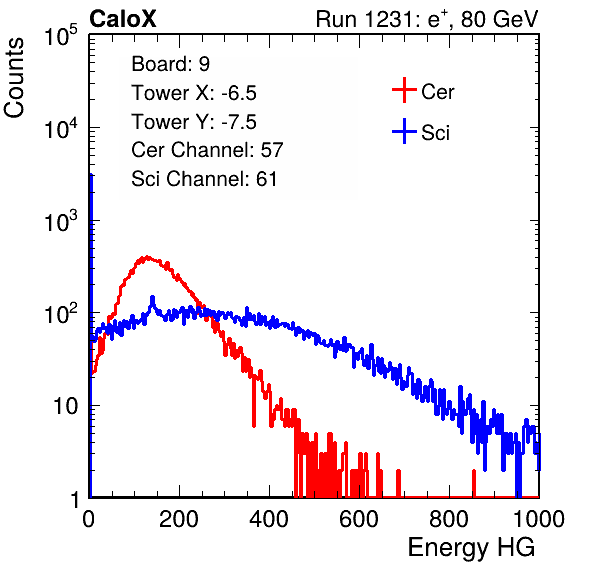 CaloX
Run 1231: e⁺, 80 GeV
Counts
10⁵
10⁴
10³
10²
10
1
Board: 9
Tower X: -6.5
Tower Y: -7.5
Cer Channel: 57
Sci Channel: 61
Cer
Sci
0 200 400 600 800 1000
Energy HG